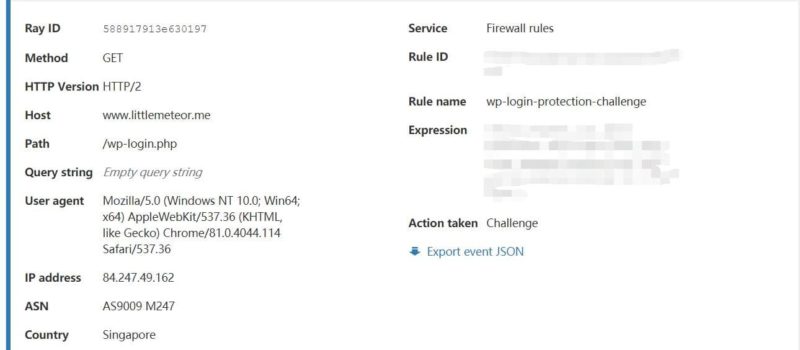 Ray ID 588917913e630197
Method GET
HTTP Version HTTP/2
Host www.littlemeteor.me
Path /wp-login.php
Query string Empty query string
User agent Mozilla/5.0 (Windows NT 10.0; Win64;
x64) AppleWebKit/537.36 (KHTML,
like Gecko) Chrome/81.0.4044.114
Safari/537.36
IP address 84.247.49.162
ASN AS9009 M247
Country Singapore
Service Firewall rules
Rule ID
Rule name wp-login-protection-challenge
Expression
Action taken Challenge
Export event JSON